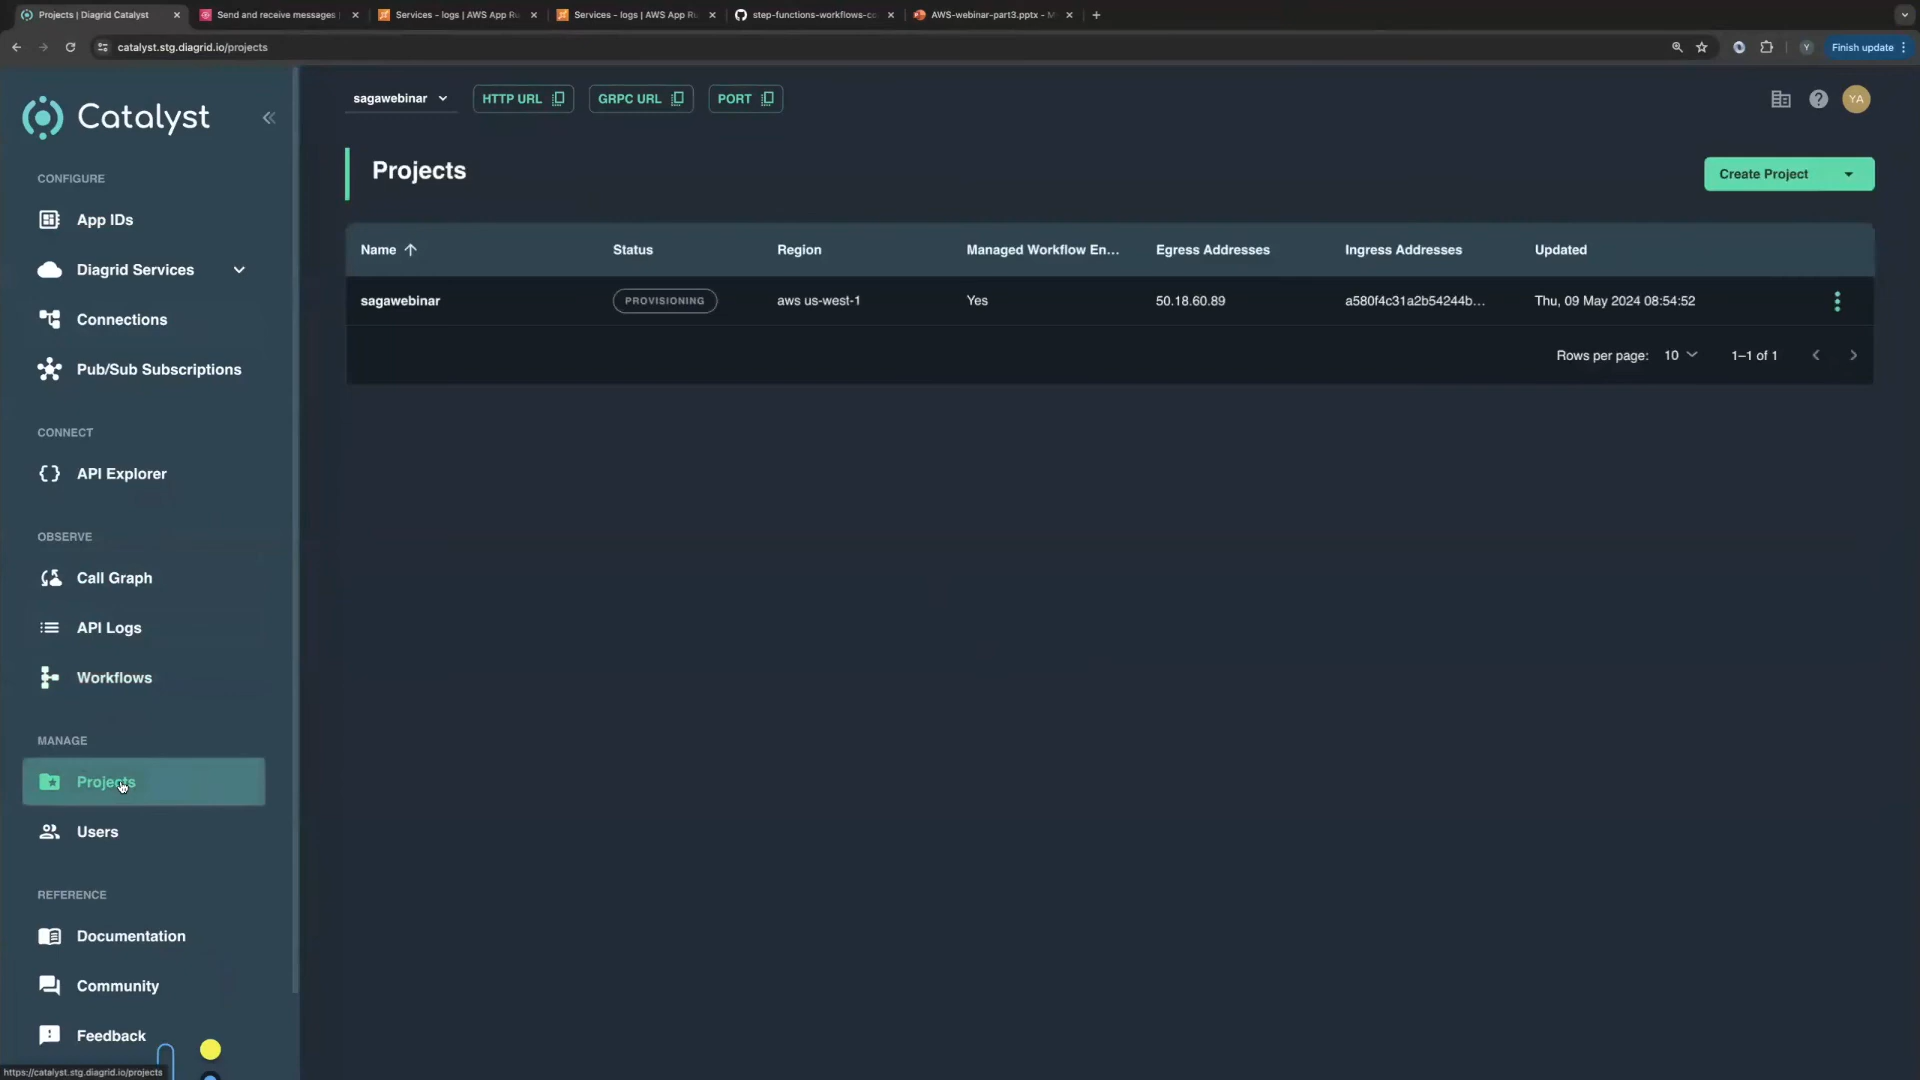 Projects | Diagrid Catalyst
Send and receive messages
Services - logs | AWS App Ru
Services - logs | AWS App Ru
step-functions-workflows-co
AWS-webinar-part3.pptx - M
catalyst.stg.diagrid.io/projects
Y
Finish update
Catalyst
sagawebinar
HTTP URL
GRPC URL
PORT
YA
CONFIGURE
App IDs
Diagrid Services
Connections
Pub/Sub Subscriptions
CONNECT
API Explorer
OBSERVE
Call Graph
API Logs
Workflows
MANAGE
Projects
Users
REFERENCE
Documentation
Community
Feedback
Projects
Create Project
Name Status Region Managed Workflow En... Egress Addresses Ingress Addresses Updated
sagawebinar PROVISIONING aws us-west-1 Yes 50.18.60.89 a580f4c31a2b54244b... Thu, 09 May 2024 08:54:52
Rows per page: 10 1–1 of 1
https://catalyst.stg.diagrid.io/projects